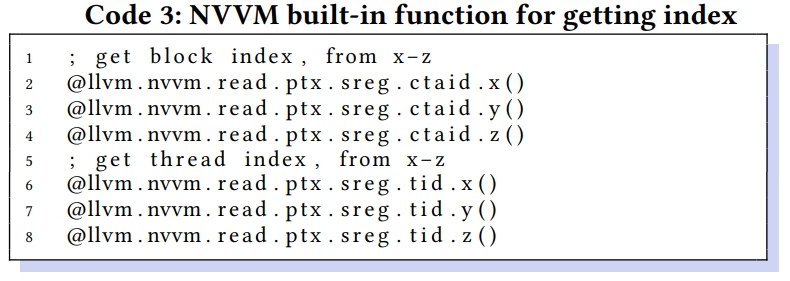 Code 3: NVVM built-in function for getting index
1 ; get block index, from x-z
2 @llvm.nvvm.read.ptx.sreg.ctaid.x()
3 @llvm.nvvm.read.ptx.sreg.ctaid.y()
4 @llvm.nvvm.read.ptx.sreg.ctaid.z()
5 ; get thread index, from x-z
6 @llvm.nvvm.read.ptx.sreg.tid.x()
7 @llvm.nvvm.read.ptx.sreg.tid.y()
8 @llvm.nvvm.read.ptx.sreg.tid.z()